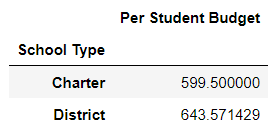 Per Student Budget
School Type
Charter 599.500000
District 643.571429